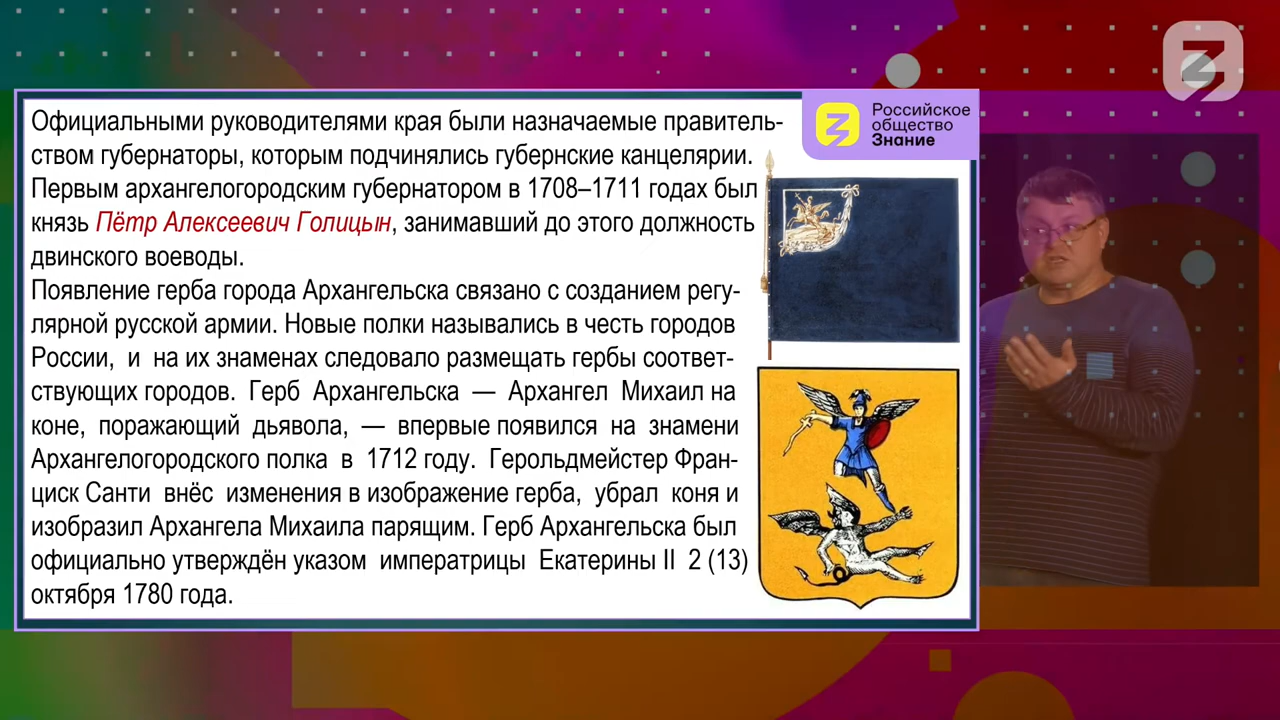 Официальными руководителями края были назначаемые правитель-
ством губернаторы, которым подчинялись губернские канцелярии.
Первым архангелогородским губернатором в 1708–1711 годах был
князь Пётр Алексеевич Голицын, занимавший до этого должность
двинского воеводы.
Появление герба города Архангельска связано с созданием регу-
лярной русской армии. Новые полки назывались в честь городов
России, и на их знаменах следовало размещать гербы соответ-
ствующих городов. Герб Архангельска — Архангел Михаил на
коне, поражающий дьявола, — впервые появился на знамени
Архангелогородского полка в 1712 году. Герольдмейстер Фран-
циск Санти внёс изменения в изображение герба, убрал коня и
изобразил Архангела Михаила парящим. Герб Архангельска был
официально утверждён указом императрицы Екатерины II 2 (13)
октября 1780 года.
Российское
общество
Знание